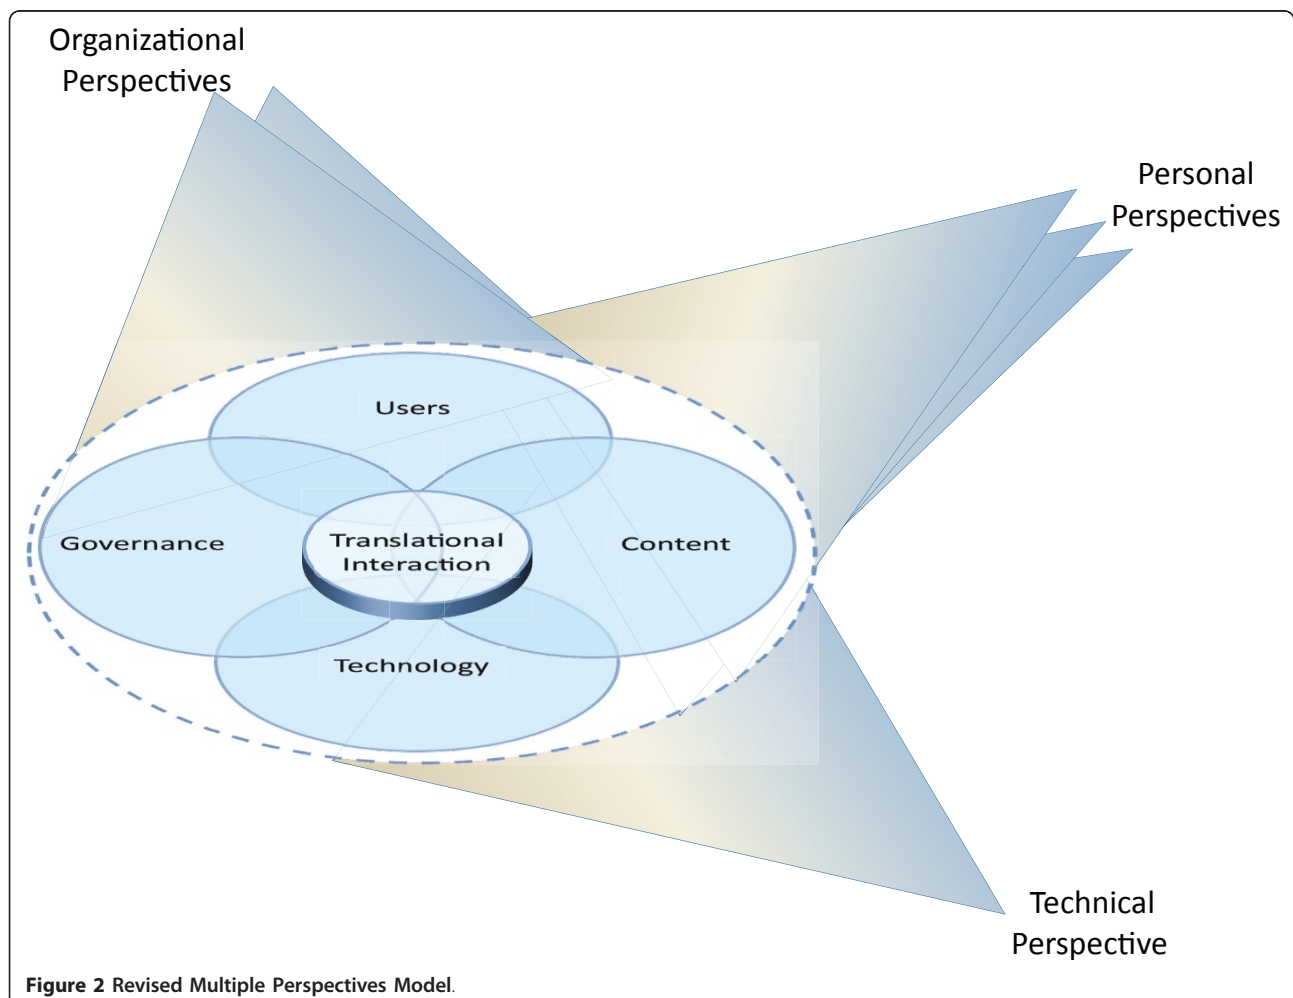 Organizational
Perspectives
Personal
Perspectives
Users
Governance
Translational
Interaction
Content
Technology
Technical
Perspective
Figure 2 Revised Multiple Perspectives Model.